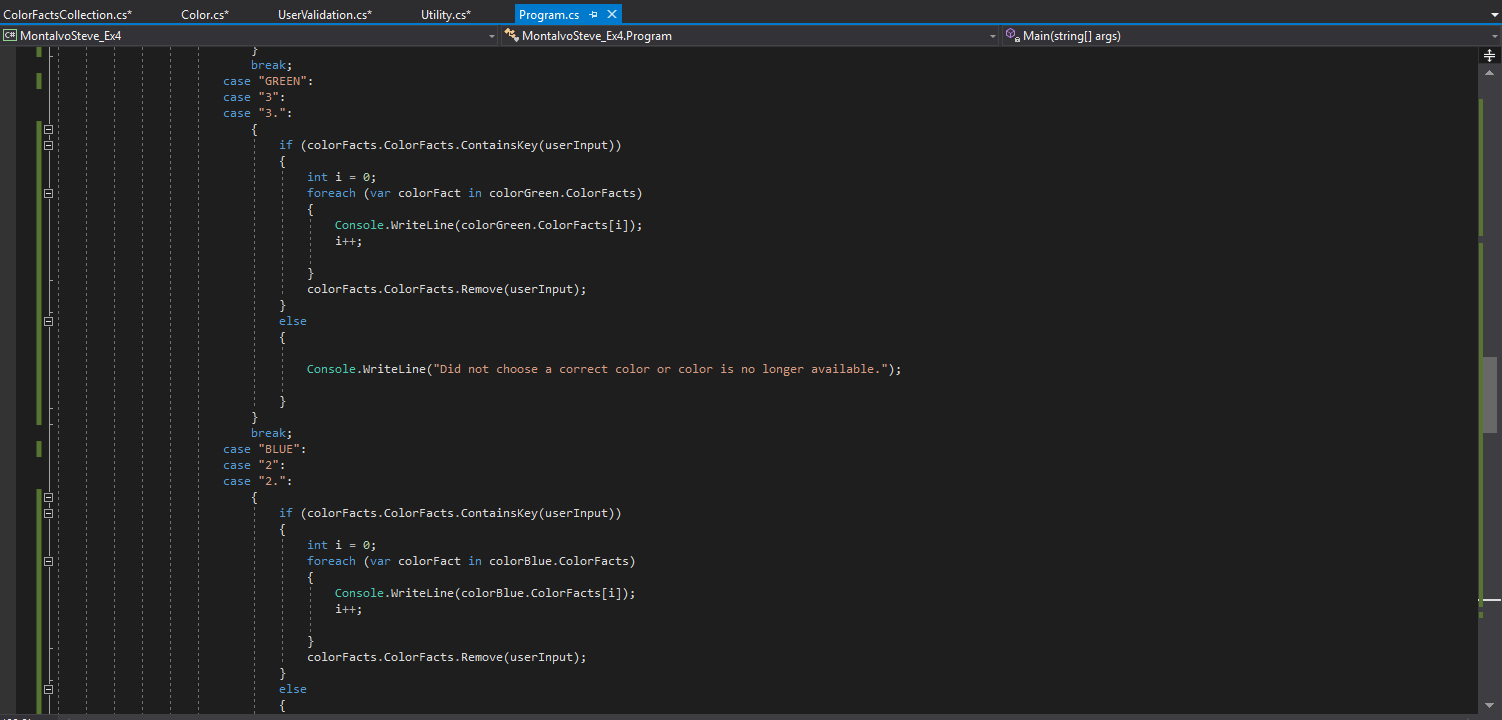 ColorFactsCollection.cs* Color.cs* UserValidation.cs* Utility.cs* Program.cs
C# MontalvoSteve_Ex4 MontalvoSteve_Ex4.Program Main(string[] args)
}
break;
case "GREEN":
case "3":
case "3.":
{
if (colorFacts.ColorFacts.ContainsKey(userInput))
{
int i = 0;
foreach (var colorFact in colorGreen.ColorFacts)
{
Console.WriteLine(colorGreen.ColorFacts[i]);
i++;
}
colorFacts.ColorFacts.Remove(userInput);
}
else
{
Console.WriteLine("Did not choose a correct color or color is no longer available.");
}
}
break;
case "BLUE":
case "2":
case "2.":
{
if (colorFacts.ColorFacts.ContainsKey(userInput))
{
int i = 0;
foreach (var colorFact in colorBlue.ColorFacts)
{
Console.WriteLine(colorBlue.ColorFacts[i]);
i++;
}
colorFacts.ColorFacts.Remove(userInput);
}
else
{